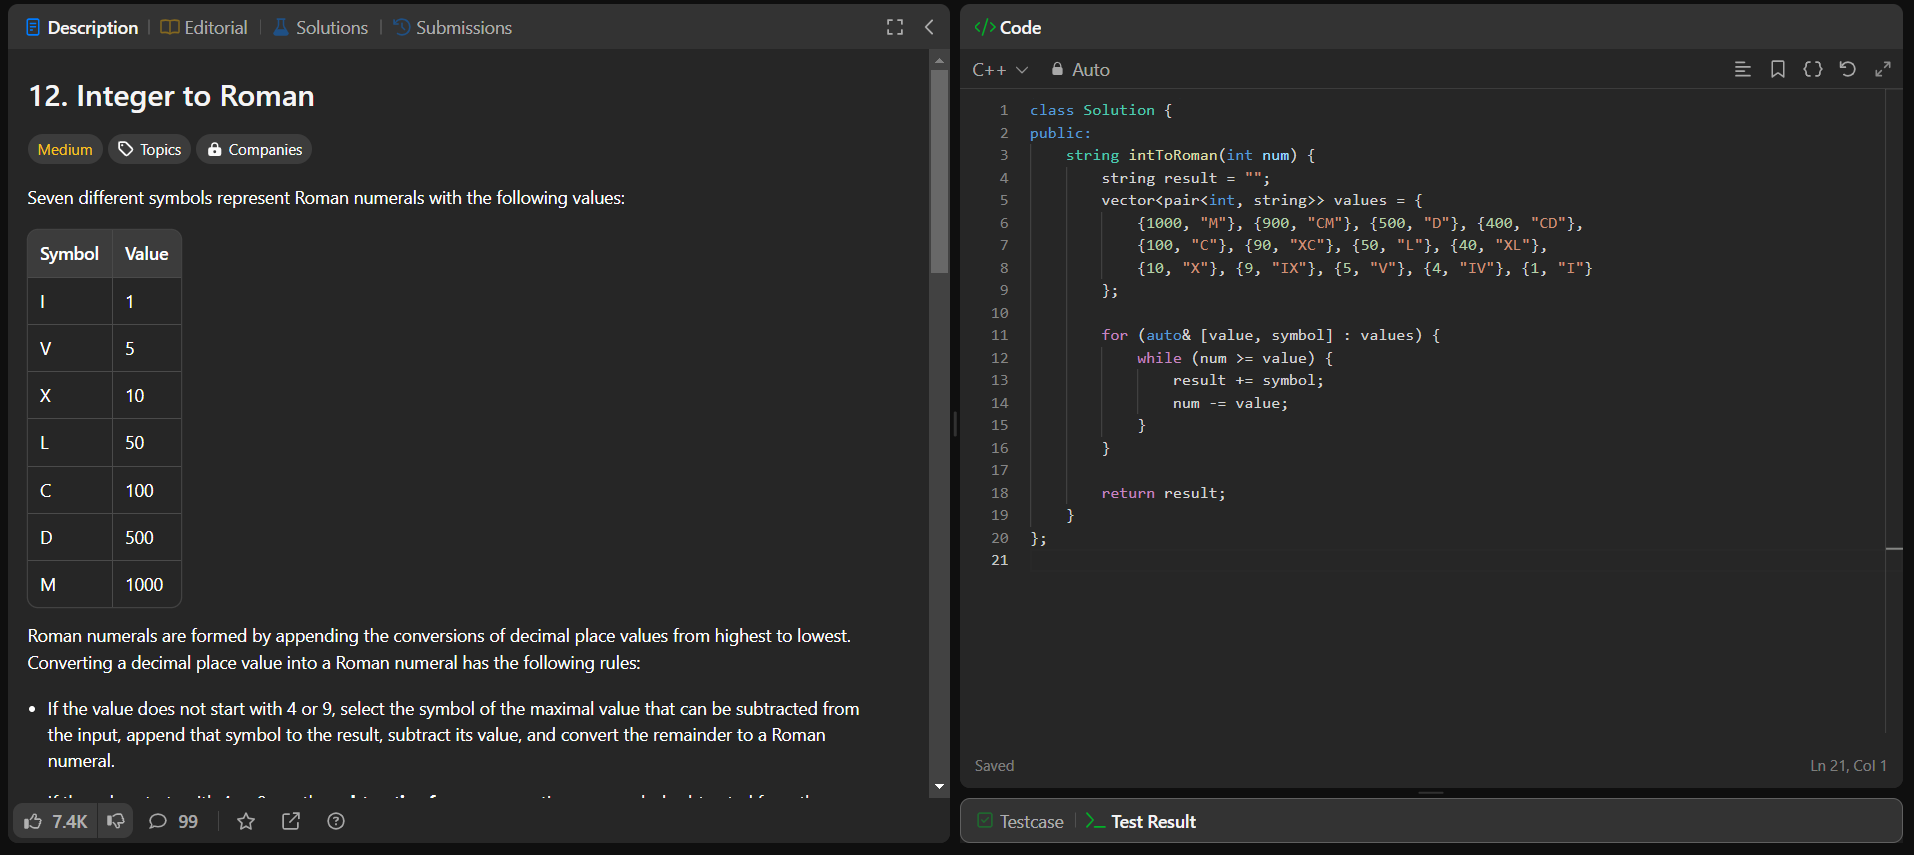 Description | Editorial | Solutions | Submissions
12. Integer to Roman
Medium Topics Companies
Seven different symbols represent Roman numerals with the following values:
Symbol Value
I 1
V 5
X 10
L 50
C 100
D 500
M 1000
Roman numerals are formed by appending the conversions of decimal place values from highest to lowest.
Converting a decimal place value into a Roman numeral has the following rules:
• If the value does not start with 4 or 9, select the symbol of the maximal value that can be subtracted from
the input, append that symbol to the result, subtract its value, and convert the remainder to a Roman
numeral.
7.4K 99
</> Code
C++ Auto
1 class Solution {
2 public:
3     string intToRoman(int num) {
4         string result = "";
5         vector<pair<int, string>> values = {
6             {1000, "M"}, {900, "CM"}, {500, "D"}, {400, "CD"},
7             {100, "C"}, {90, "XC"}, {50, "L"}, {40, "XL"},
8             {10, "X"}, {9, "IX"}, {5, "V"}, {4, "IV"}, {1, "I"}
9         };
10
11         for (auto& [value, symbol] : values) {
12             while (num >= value) {
13                 result += symbol;
14                 num -= value;
15             }
16         }
17
18         return result;
19     }
20 };
21
Saved Ln 21, Col 1
Testcase | >_ Test Result